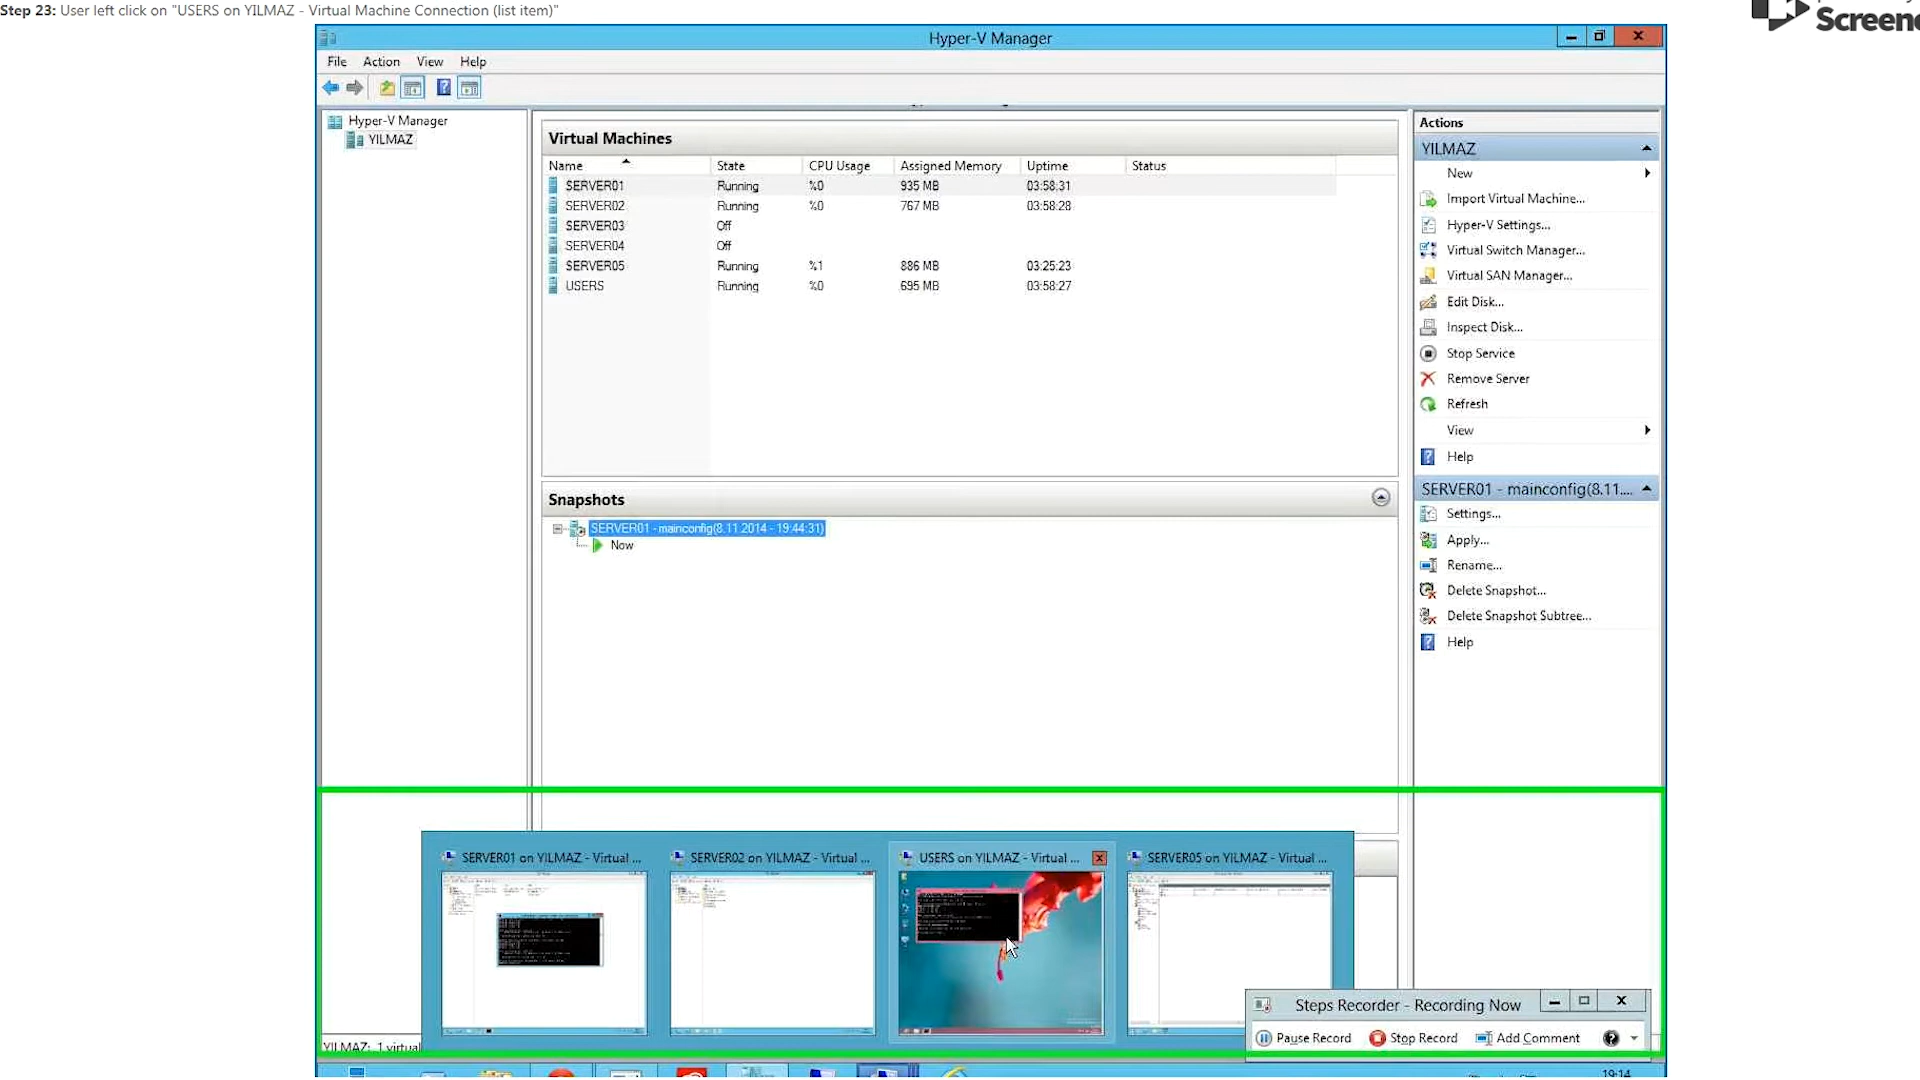 Step 23: User left click on "USERS on YILMAZ - Virtual Machine Connection (list item)"
Hyper-V Manager
File Action View Help
Hyper-V Manager
YILMAZ
Virtual Machines
Name State CPU Usage Assigned Memory Uptime Status
SERVER01 Running %0 935 MB 03:58:31
SERVER02 Running %0 767 MB 03:58:28
SERVER03 Off
SERVER04 Off
SERVER05 Running %1 886 MB 03:25:23
USERS Running %0 695 MB 03:58:27
Snapshots
SERVER01 - mainconfig(8.11.2014 - 19:44:31)
Now
Actions
YILMAZ
New
Import Virtual Machine...
Hyper-V Settings...
Virtual Switch Manager...
Virtual SAN Manager...
Edit Disk...
Inspect Disk...
Stop Service
Remove Server
Refresh
View
Help
SERVER01 - mainconfig(8.11....
Settings...
Apply...
Rename...
Delete Snapshot...
Delete Snapshot Subtree...
Help
SERVER01 on YILMAZ - Virtual ...
SERVER02 on YILMAZ - Virtual ...
USERS on YILMAZ - Virtual ...
SERVER05 on YILMAZ - Virtual ...
Steps Recorder - Recording Now
Pause Record Stop Record Add Comment
YILMAZ: 1 virtual
19:14